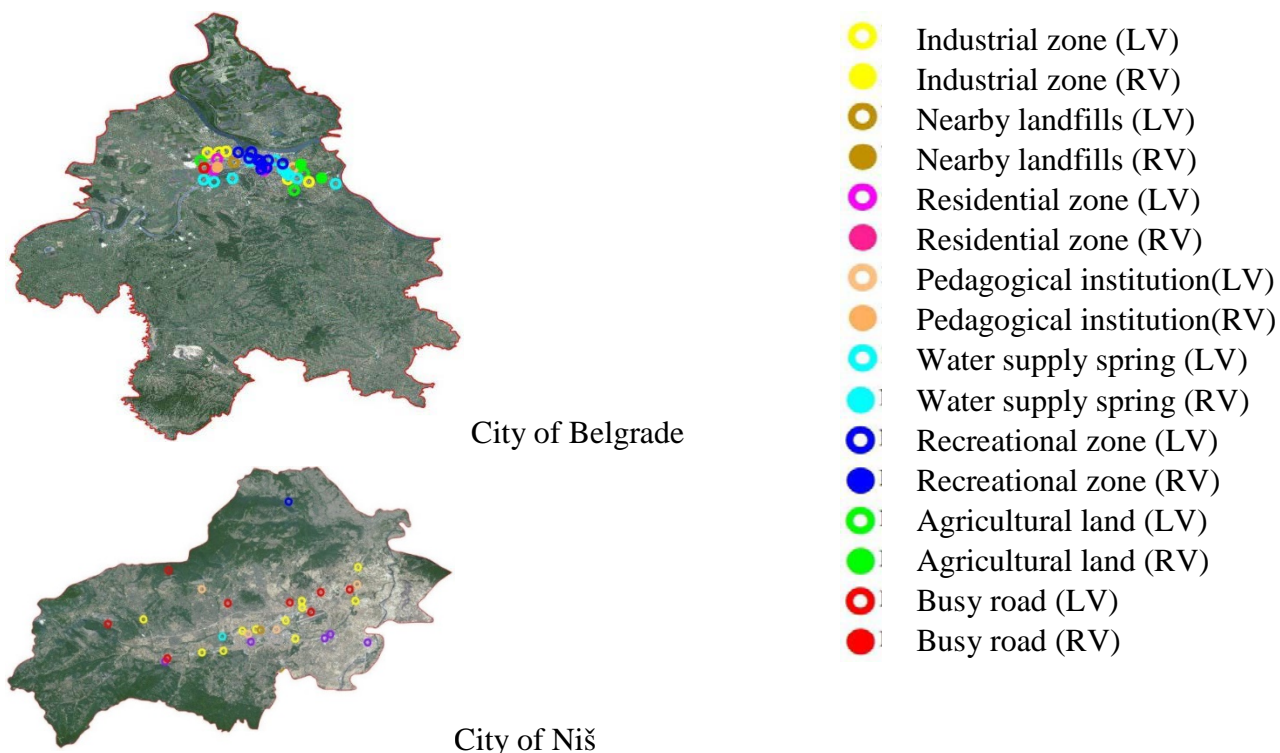 Industrial zone (LV)
Industrial zone (RV)
Nearby landfills (LV)
Nearby landfills (RV)
Residential zone (LV)
Residential zone (RV)
Pedagogical institution(LV)
Pedagogical institution(RV)
Water supply spring (LV)
Water supply spring (RV)
Recreational zone (LV)
Recreational zone (RV)
Agricultural land (LV)
Agricultural land (RV)
Busy road (LV)
Busy road (RV)
City of Belgrade
City of Niš